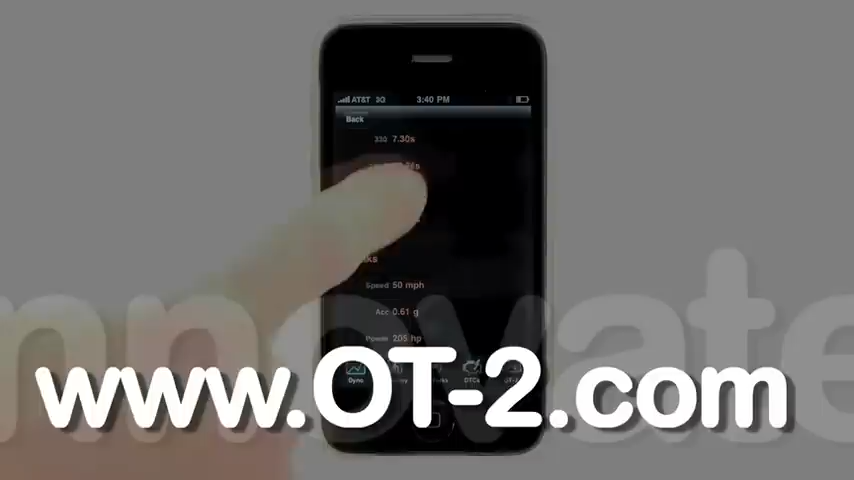 AT&T 3G 3:40 PM
Back
330 7.30s
Speed 50 mph
Acc 0.61 g
Power 205 hp
Dyno DTCs
innovate
www.OT-2.com